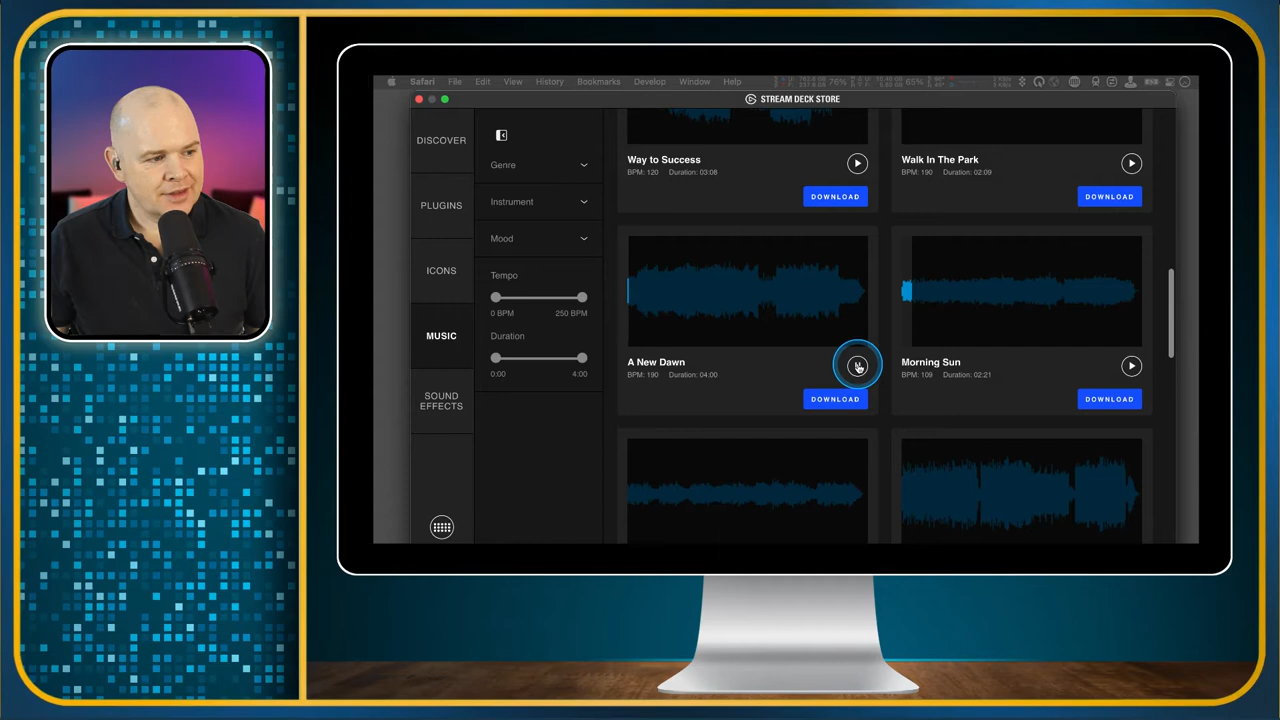 Safari File Edit View History Bookmarks Develop Window Help 76% 65%
STREAM DECK STORE
DISCOVER
PLUGINS
ICONS
MUSIC
SOUND
EFFECTS
Genre
Instrument
Mood
Tempo
0 BPM 250 BPM
Duration
0:00 4:00
Way to Success
BPM: 120 Duration: 03:08
DOWNLOAD
Walk In The Park
BPM: 190 Duration: 02:09
DOWNLOAD
A New Dawn
BPM: 190 Duration: 04:00
DOWNLOAD
Morning Sun
BPM: 109 Duration: 02:21
DOWNLOAD